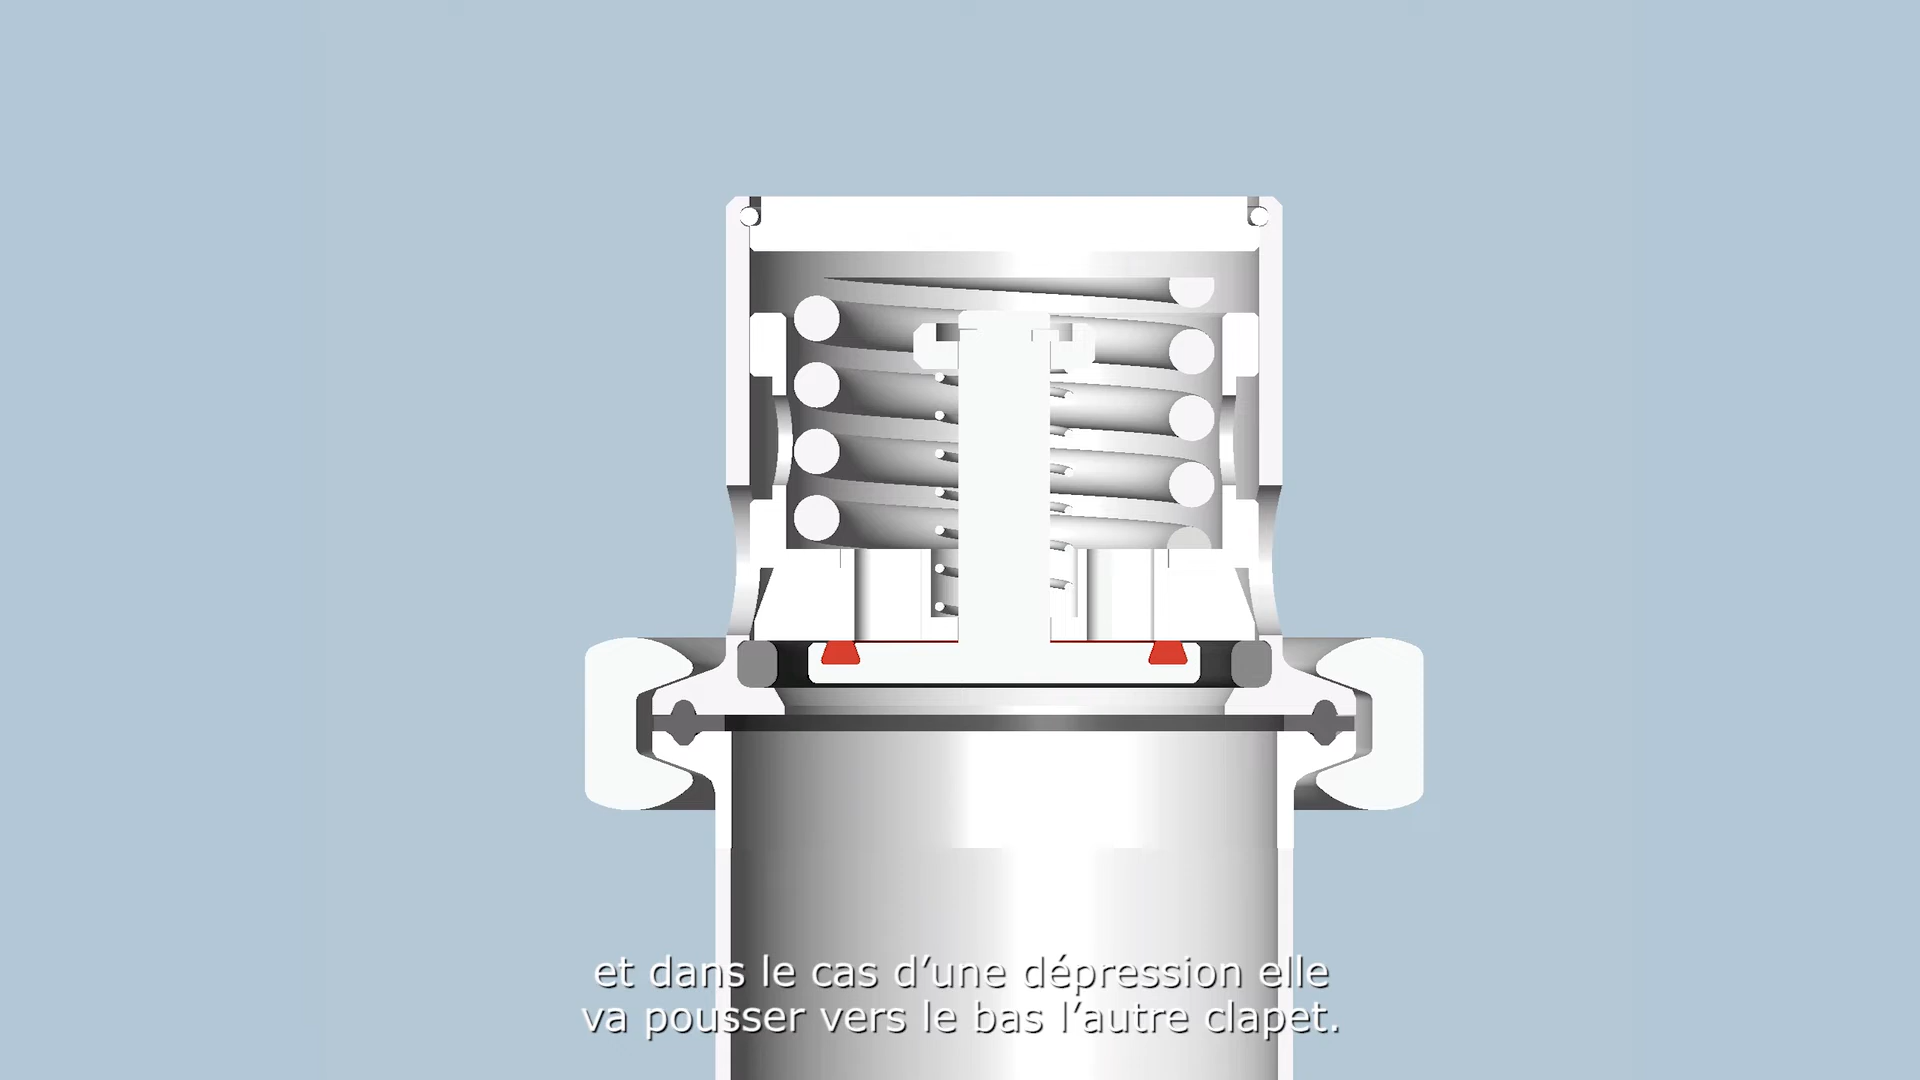 et dans le cas d’une dépression elle
va pousser vers le bas l’autre clapet.